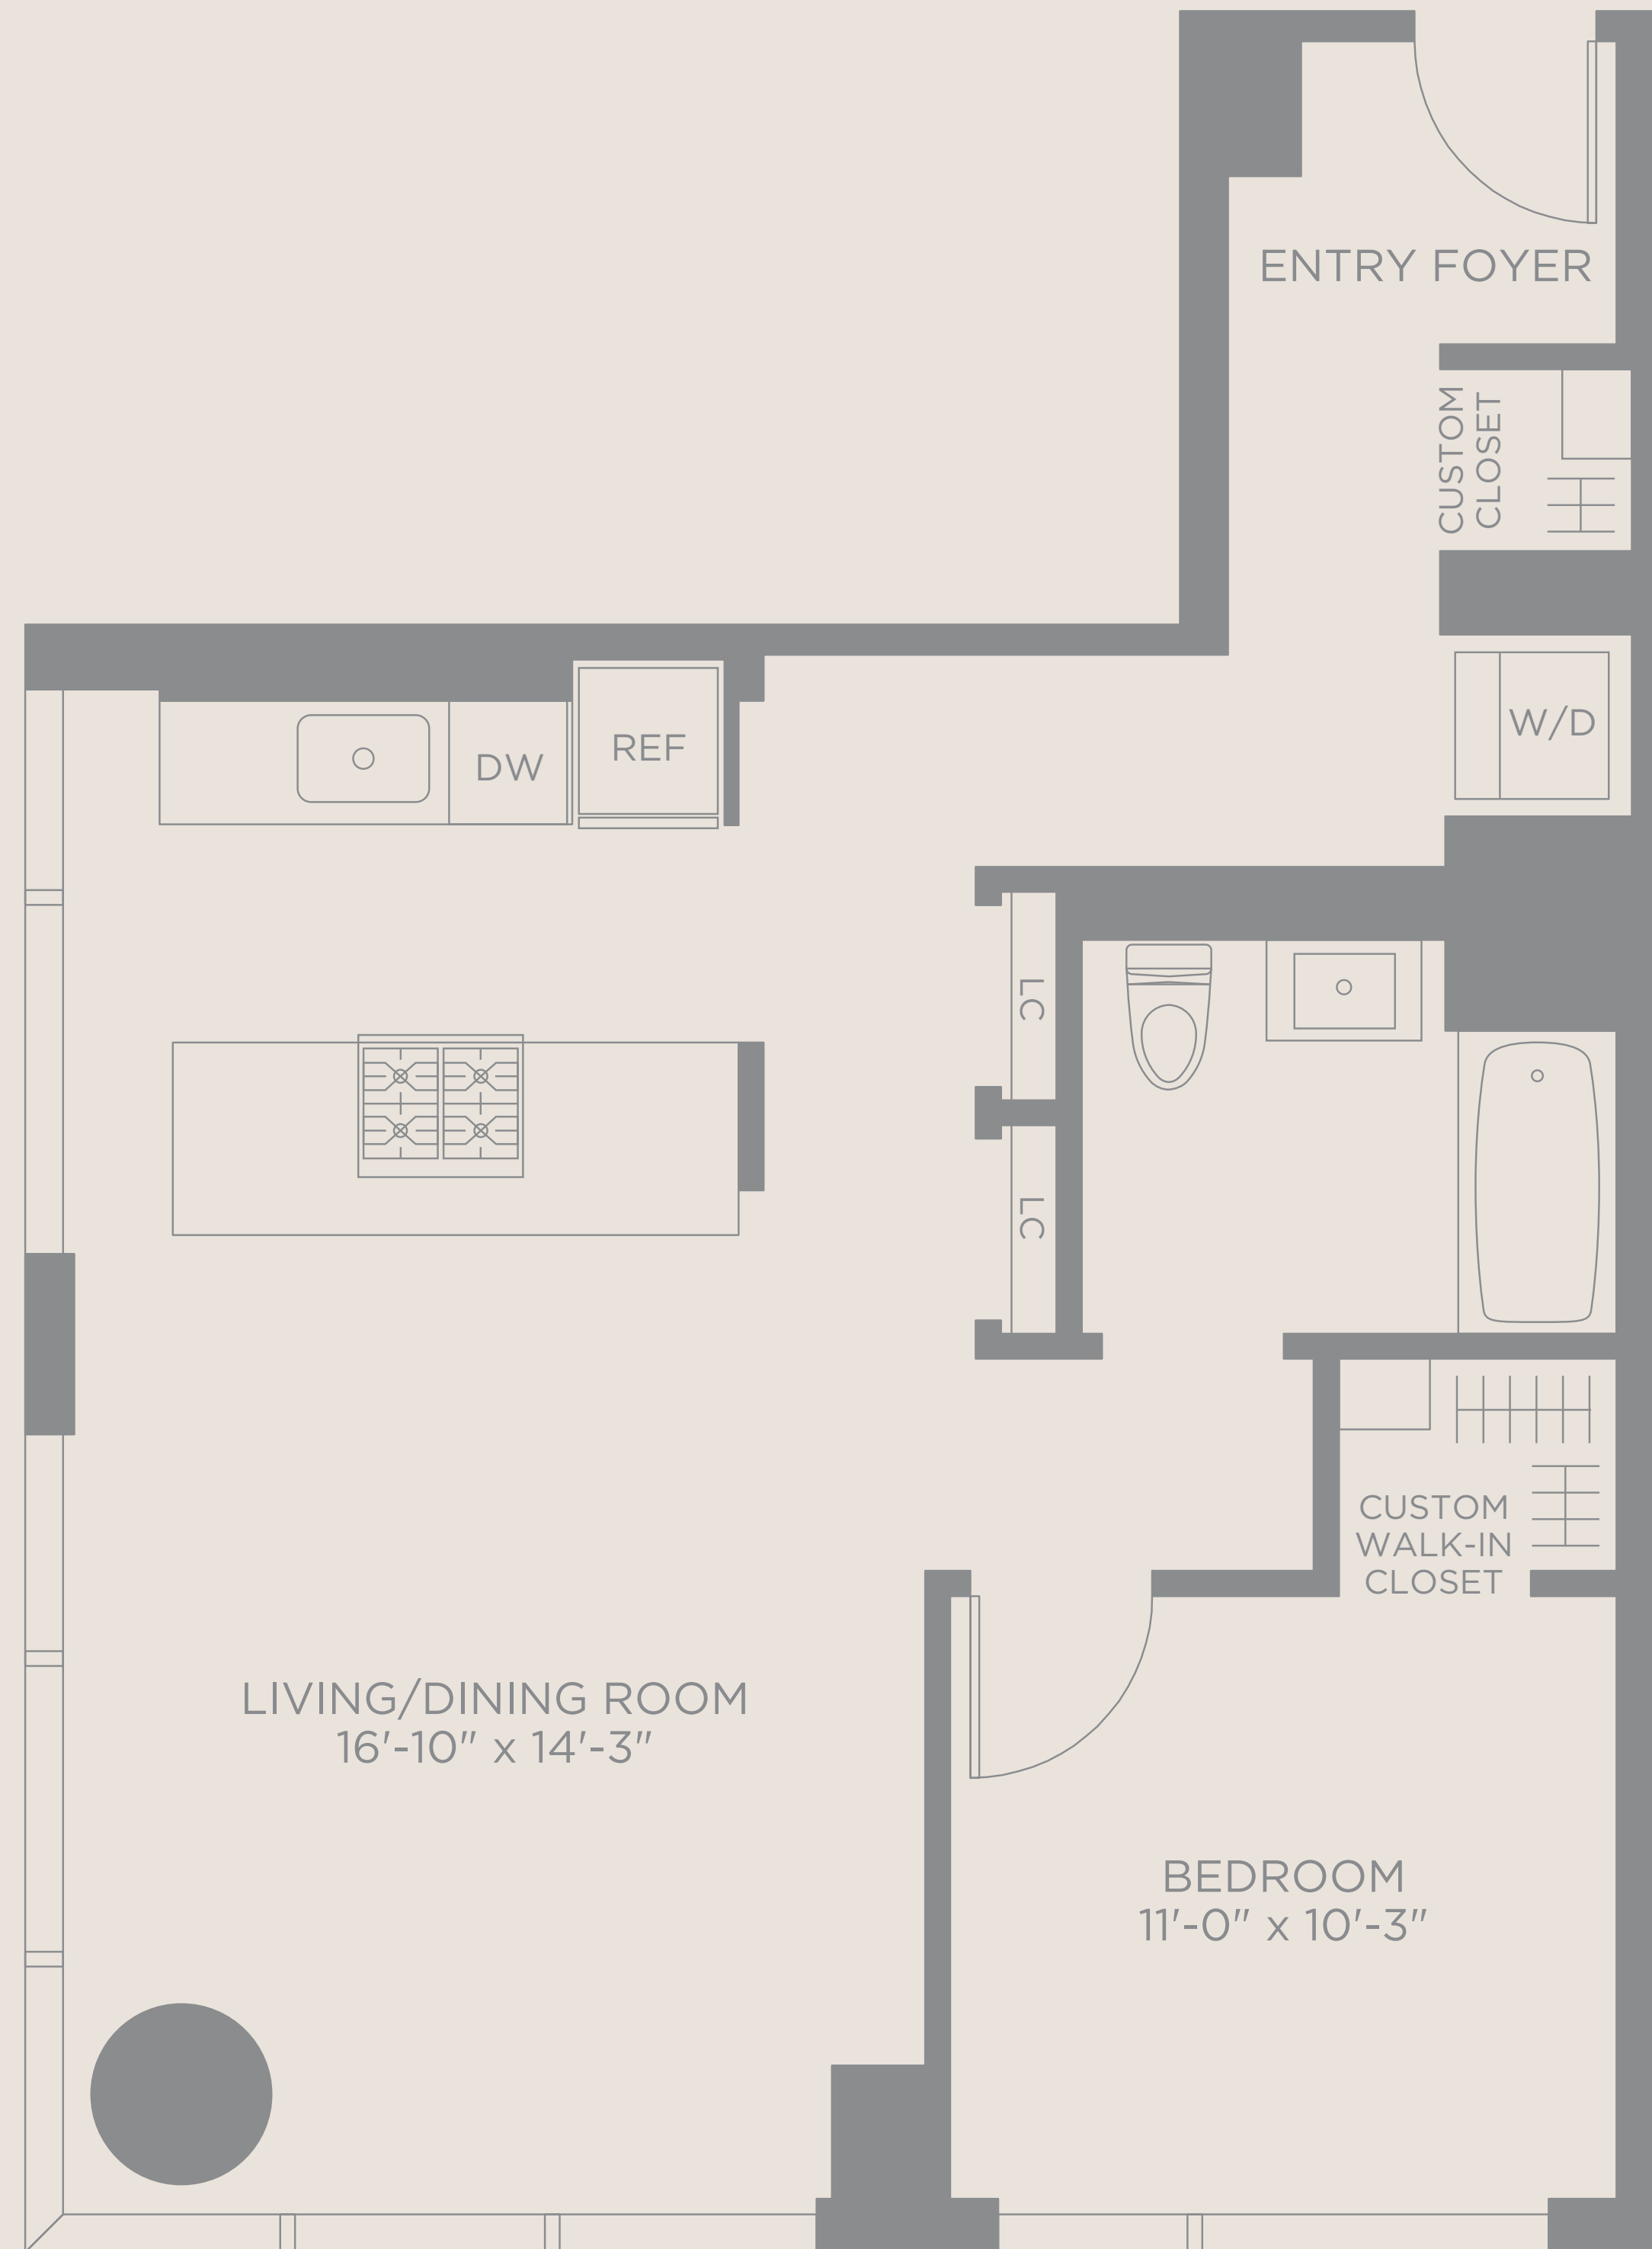 ENTRY FOYER
CUSTOM
CLOSET
W/D
REF
DW
LC
LC
CUSTOM
WALK-IN
CLOSET
LIVING/DINING ROOM
16'-10" x 14'-3"
BEDROOM
11'-0" x 10'-3"